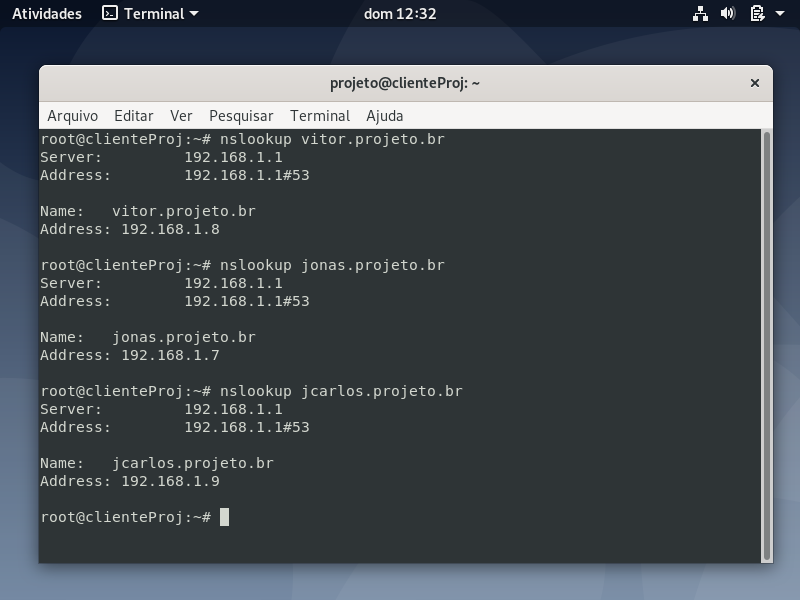 Atividades Terminal dom 12:32
projeto@clienteProj: ~
Arquivo Editar Ver Pesquisar Terminal Ajuda
root@clienteProj:~# nslookup vitor.projeto.br
Server: 192.168.1.1
Address: 192.168.1.1#53
Name: vitor.projeto.br
Address: 192.168.1.8
root@clienteProj:~# nslookup jonas.projeto.br
Server: 192.168.1.1
Address: 192.168.1.1#53
Name: jonas.projeto.br
Address: 192.168.1.7
root@clienteProj:~# nslookup jcarlos.projeto.br
Server: 192.168.1.1
Address: 192.168.1.1#53
Name: jcarlos.projeto.br
Address: 192.168.1.9
root@clienteProj:~#